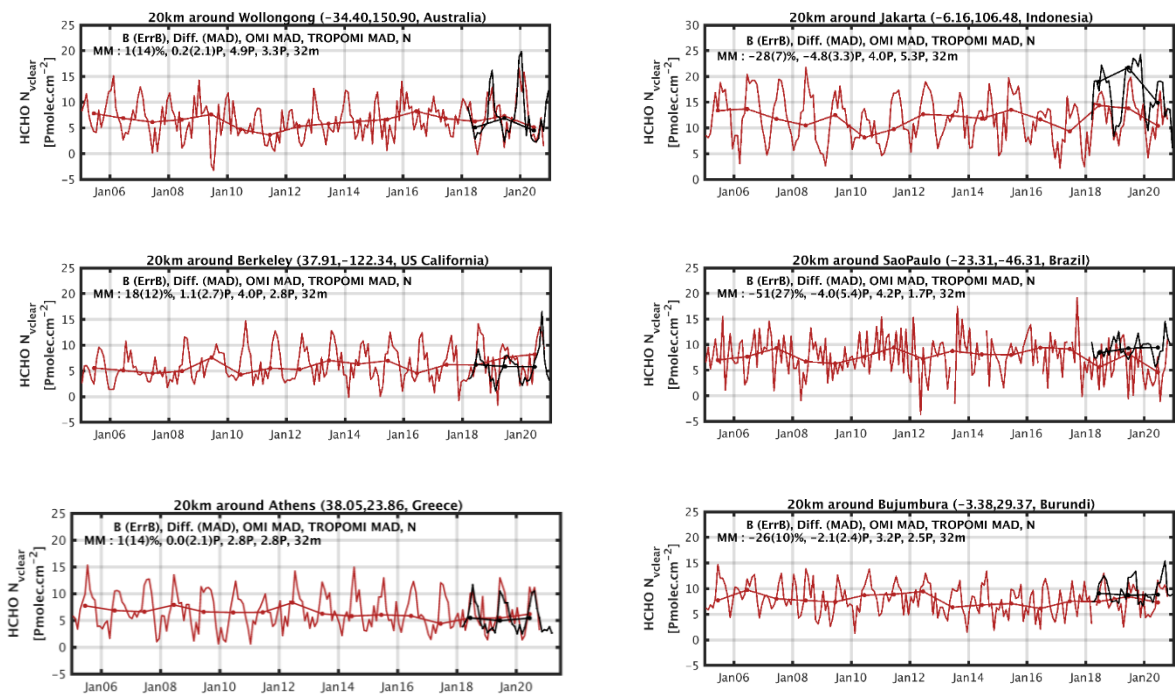 20km around Wollongong (-34.40,150.90, Australia)
B (ErrB), Diff. (MAD), OMI MAD, TROPOMI MAD, N
MM : 1(14)%, 0.2(2.1)P, 4.9P, 3.3P, 32m
HCHO Nvclear
[Pmolec.cm−2]
25
20
15
10
5
0
-5
Jan06 Jan08 Jan10 Jan12 Jan14 Jan16 Jan18 Jan20
20km around Jakarta (-6.16,106.48, Indonesia)
B (ErrB), Diff. (MAD), OMI MAD, TROPOMI MAD, N
MM : -28(7)%, -4.8(3.3)P, 4.0P, 5.3P, 32m
HCHO Nvclear
[Pmolec.cm−2]
30
25
20
15
10
5
0
Jan06 Jan08 Jan10 Jan12 Jan14 Jan16 Jan18 Jan20
20km around Berkeley (37.91,-122.34, US California)
B (ErrB), Diff. (MAD), OMI MAD, TROPOMI MAD, N
MM : 18(12)%, 1.1(2.7)P, 4.0P, 2.8P, 32m
HCHO Nvclear
[Pmolec.cm−2]
25
20
15
10
5
0
-5
Jan06 Jan08 Jan10 Jan12 Jan14 Jan16 Jan18 Jan20
20km around SaoPaulo (-23.31,-46.31, Brazil)
B (ErrB), Diff. (MAD), OMI MAD, TROPOMI MAD, N
MM : -51(27)%, -4.0(5.4)P, 4.2P, 1.7P, 32m
HCHO Nvclear
[Pmolec.cm−2]
25
20
15
10
5
0
-5
Jan06 Jan08 Jan10 Jan12 Jan14 Jan16 Jan18 Jan20
20km around Athens (38.05,23.86, Greece)
B (ErrB), Diff. (MAD), OMI MAD, TROPOMI MAD, N
MM : 1(14)%, 0.0(2.1)P, 2.8P, 2.8P, 32m
HCHO Nvclear
[Pmolec.cm−2]
25
20
15
10
5
0
-5
Jan06 Jan08 Jan10 Jan12 Jan14 Jan16 Jan18 Jan20
20km around Bujumbura (-3.38,29.37, Burundi)
B (ErrB), Diff. (MAD), OMI MAD, TROPOMI MAD, N
MM : -26(10)%, -2.1(2.4)P, 3.2P, 2.5P, 32m
HCHO Nvclear
[Pmolec.cm−2]
25
20
15
10
5
0
-5
Jan06 Jan08 Jan10 Jan12 Jan14 Jan16 Jan18 Jan20